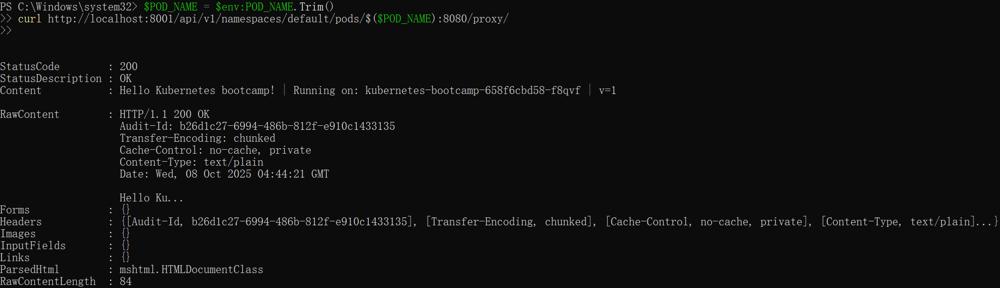 PS C:\Windows\system32> $POD_NAME = $env:POD_NAME.Trim()
>> curl http://localhost:8001/api/v1/namespaces/default/pods/$($POD_NAME):8080/proxy/
>>
StatusCode        : 200
StatusDescription : OK
Content           : Hello Kubernetes bootcamp! | Running on: kubernetes-bootcamp-658f6cbd58-f8qvf | v=1
RawContent        : HTTP/1.1 200 OK
                    Audit-Id: b26d1c27-6994-486b-812f-e910c1433135
                    Transfer-Encoding: chunked
                    Cache-Control: no-cache, private
                    Content-Type: text/plain
                    Date: Wed, 08 Oct 2025 04:44:21 GMT
                    Hello Ku...
Forms             : {}
Headers           : {[Audit-Id, b26d1c27-6994-486b-812f-e910c1433135], [Transfer-Encoding, chunked], [Cache-Control, no-cache, private], [Content-Type, text/plain]...}
Images            : {}
InputFields       : {}
Links             : {}
ParsedHtml        : mshtml.HTMLDocumentClass
RawContentLength  : 84